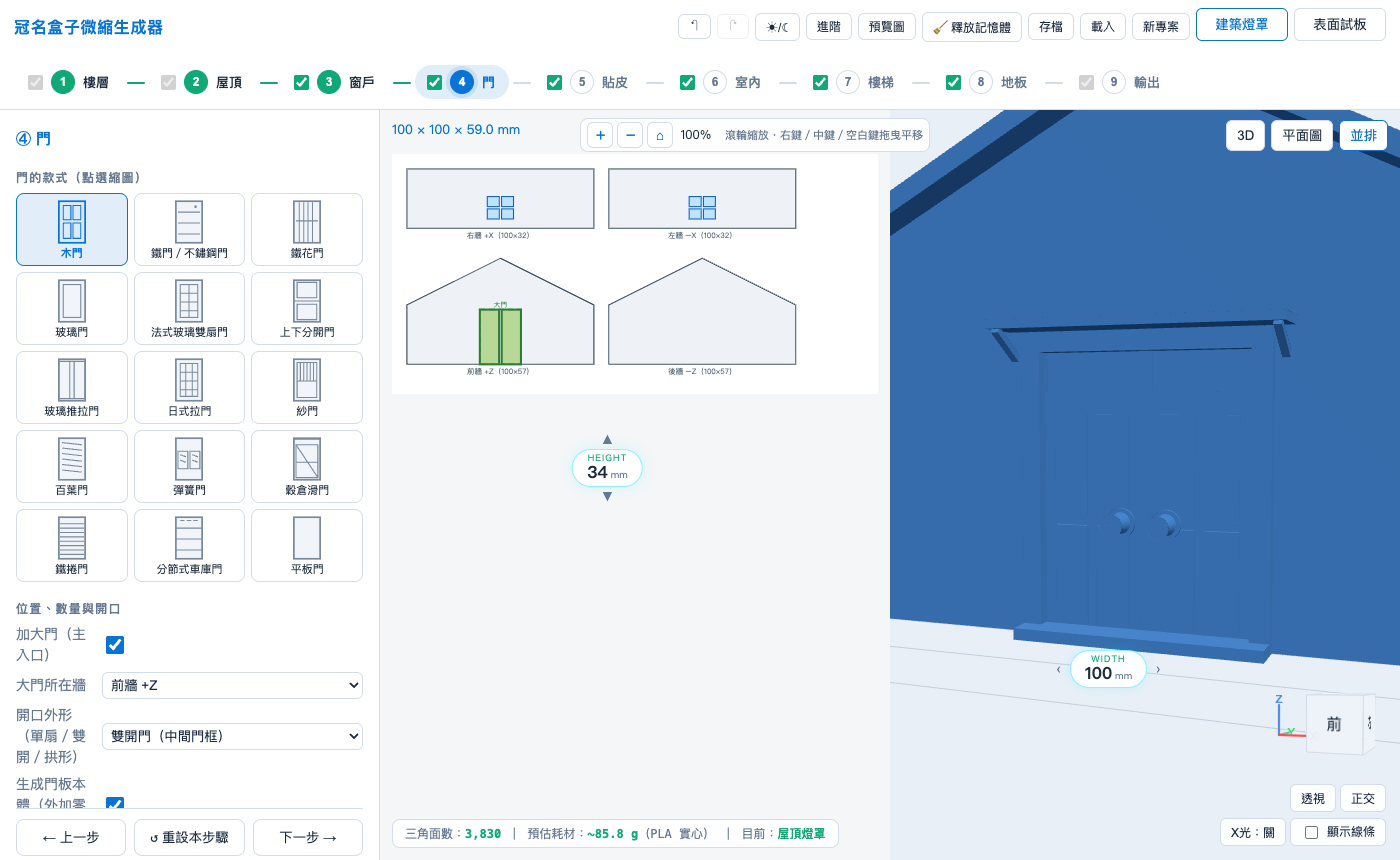 冠名盒子微縮生成器
☀/☾ 進階 預覽圖 🧹 釋放記憶體 存檔 載入 新專案 建築燈罩 表面試板
1 樓層 2 屋頂 3 窗戶 4 門 5 貼皮 6 室內 7 樓梯 8 地板 9 輸出
④ 門
門的款式（點選縮圖）
木門 鐵門 / 不鏽鋼門 鐵花門
玻璃門 法式玻璃雙扇門 上下分開門
玻璃推拉門 日式拉門 紗門
百葉門 彈簧門 穀倉滑門
鐵捲門 分節式車庫門 平板門
位置、數量與開口
加大門（主
入口）
大門所在牆 前牆 +Z
開口外形
（單扇 / 雙
開 / 拱形）
雙開門（中間門框）
生成門板本
體（外加零
← 上一步 ↺ 重設本步驟 下一步 →
100 × 100 × 59.0 mm
+ − ⌂ 100% 滾輪縮放 · 右鍵 / 中鍵 / 空白鍵拖曳平移
右牆 +X（100×32） 左牆 −X（100×32）
大門
前牆 +Z（100×57） 後牆 −Z（100×57）
▲
HEIGHT
34 mm
▼
三角面數：3,830 | 預估耗材：~85.8 g (PLA 實心) | 目前：屋頂燈罩
3D 平面圖 並排
WIDTH
‹ 100 mm ›
Z
前
透視 正交
X光：關 顯示線條